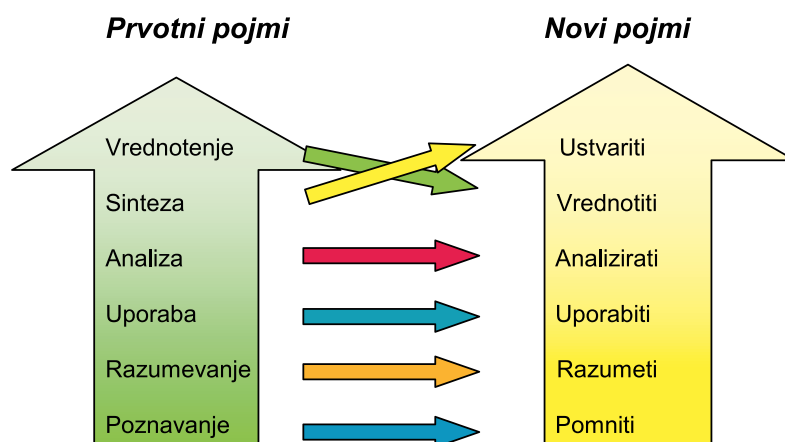 Prvotni pojmi
Novi pojmi
Vrednotenje
Ustvariti
Sinteza
Vrednotiti
Analiza
Analizirati
Uporaba
Uporabiti
Razumevanje
Razumeti
Poznavanje
Pomniti